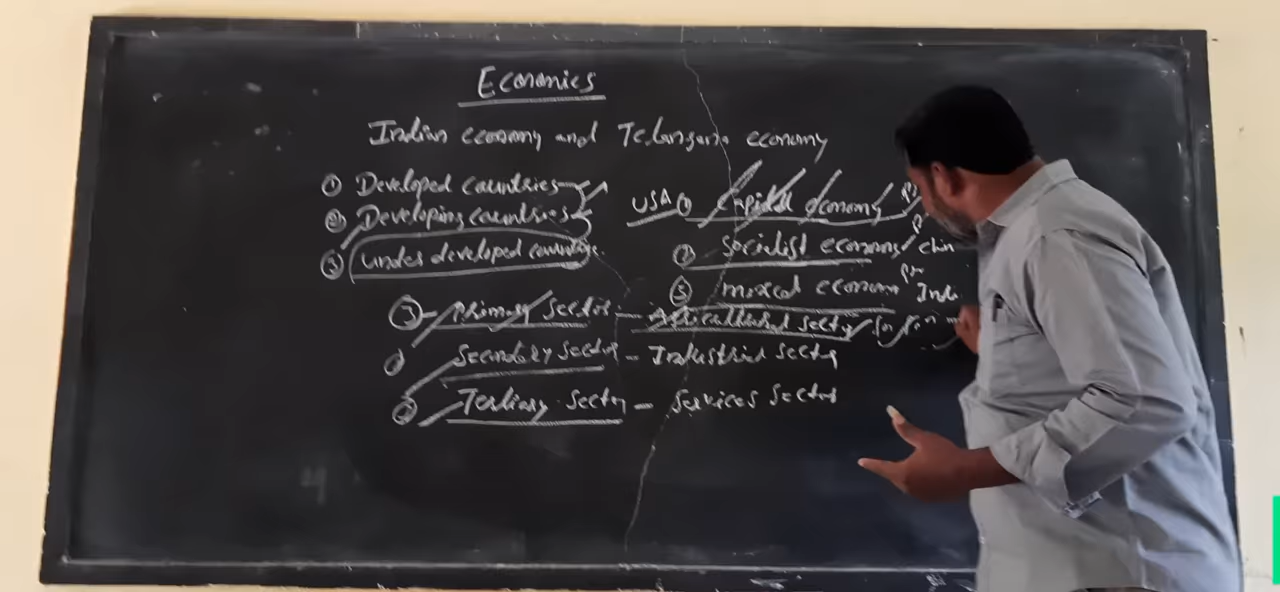 Economics
Indian economy and Telangana economy
① Developed countries
② Developing countries
③ under developed countries
USA ① Capital economy
② Socialist economy
③ mixed economy
③ Primary Sector – Agricultural Sector
Secondary Sector – Industrial Sector
Tertiary Sector – Services Sector